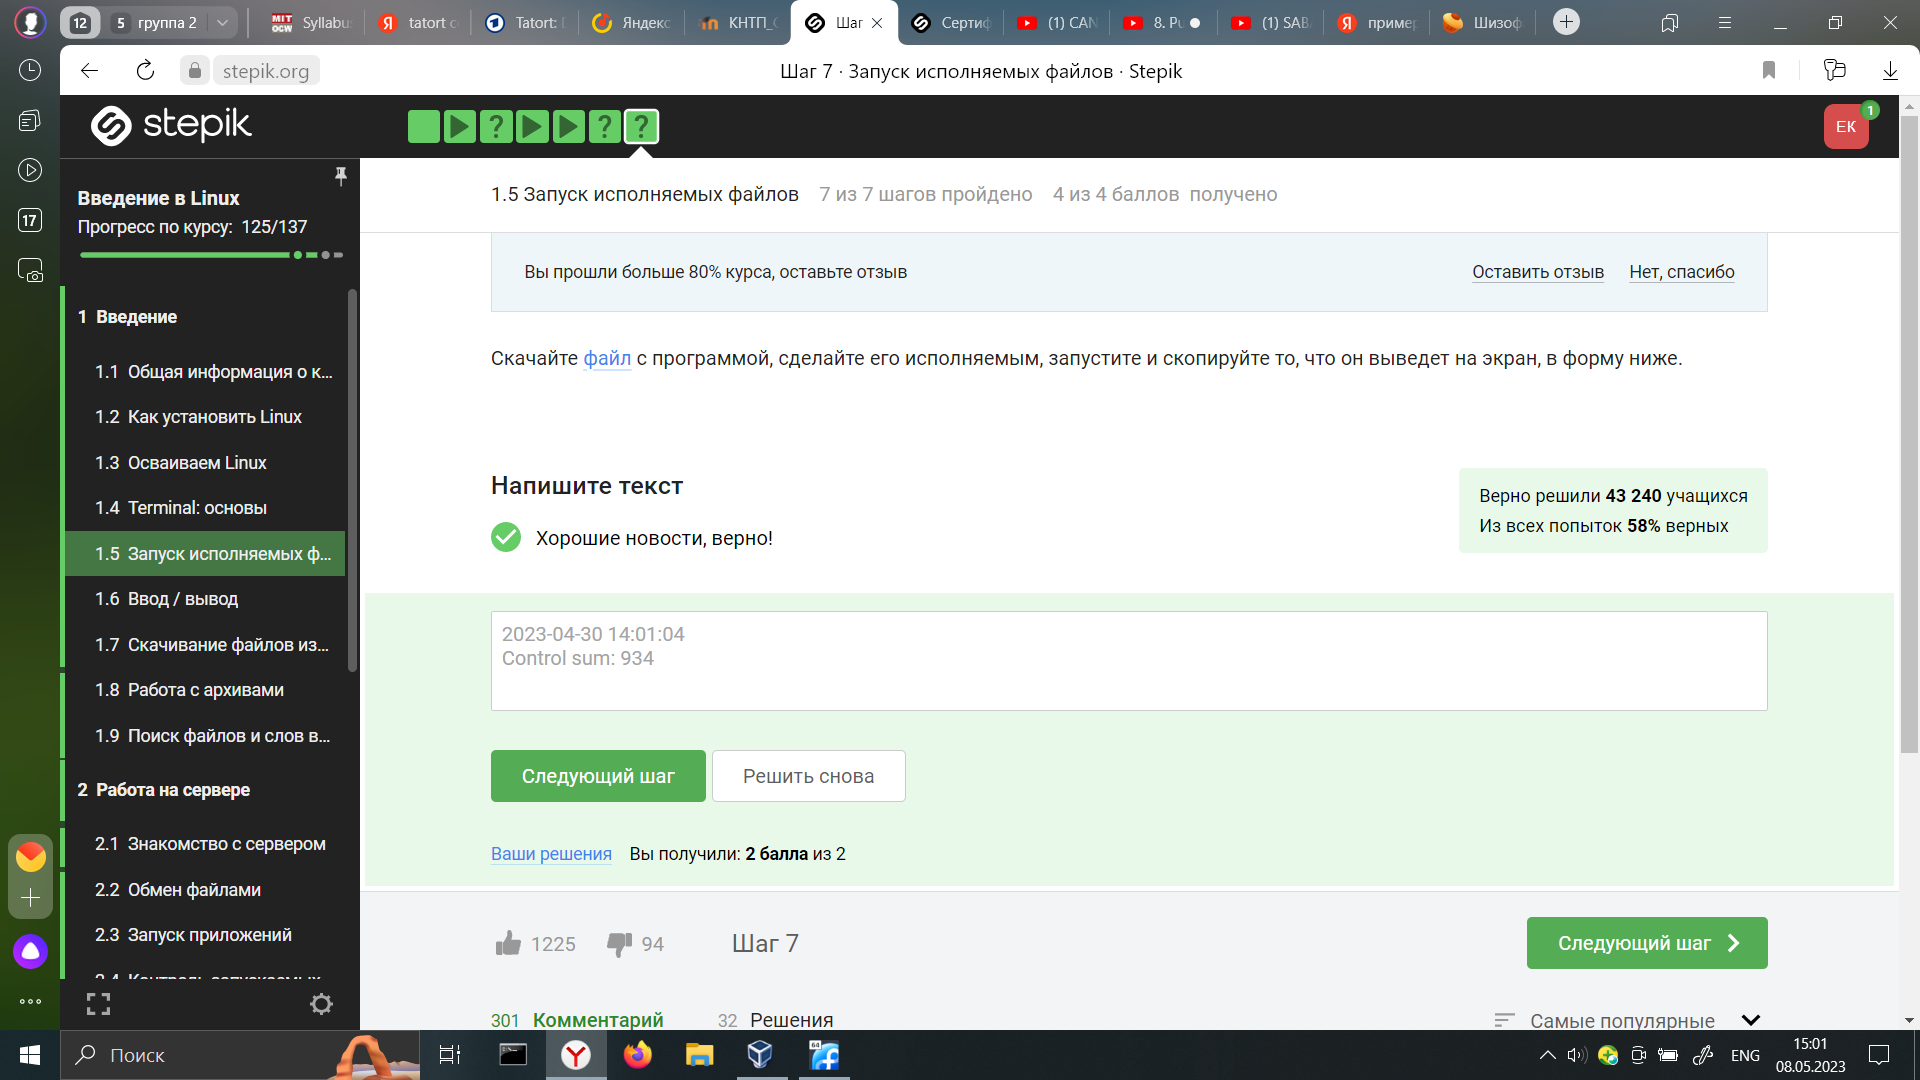 12
5 группа 2
MIT OCW Syllabu
tatort c
Tatort:
Яндекс
КНТП_
Шаг
Сертиф
(1) CAN
8. Pu
(1) SAB
пример
Шизоф
stepik.org
Шаг 7 · Запуск исполняемых файлов · Stepik
17
stepik
? ? ?
ЕК
1
Введение в Linux
Прогресс по курсу: 125/137
1 Введение
1.1 Общая информация о к...
1.2 Как установить Linux
1.3 Осваиваем Linux
1.4 Terminal: основы
1.5 Запуск исполняемых ф...
1.6 Ввод / вывод
1.7 Скачивание файлов из...
1.8 Работа с архивами
1.9 Поиск файлов и слов в...
2 Работа на сервере
2.1 Знакомство с сервером
2.2 Обмен файлами
2.3 Запуск приложений
2.4 Контроль запускаемых
1.5 Запуск исполняемых файлов 7 из 7 шагов пройдено 4 из 4 баллов получено
Вы прошли больше 80% курса, оставьте отзыв
Оставить отзыв Нет, спасибо
Скачайте файл с программой, сделайте его исполняемым, запустите и скопируйте то, что он выведет на экран, в форму ниже.
Напишите текст
Хорошие новости, верно!
Верно решили 43 240 учащихся
Из всех попыток 58% верных
2023-04-30 14:01:04
Control sum: 934
Следующий шаг
Решить снова
Ваши решения Вы получили: 2 балла из 2
1225 94 Шаг 7
Следующий шаг
301 Комментарий 32 Решения
Самые популярные
Поиск
64
ENG
15:01
08.05.2023